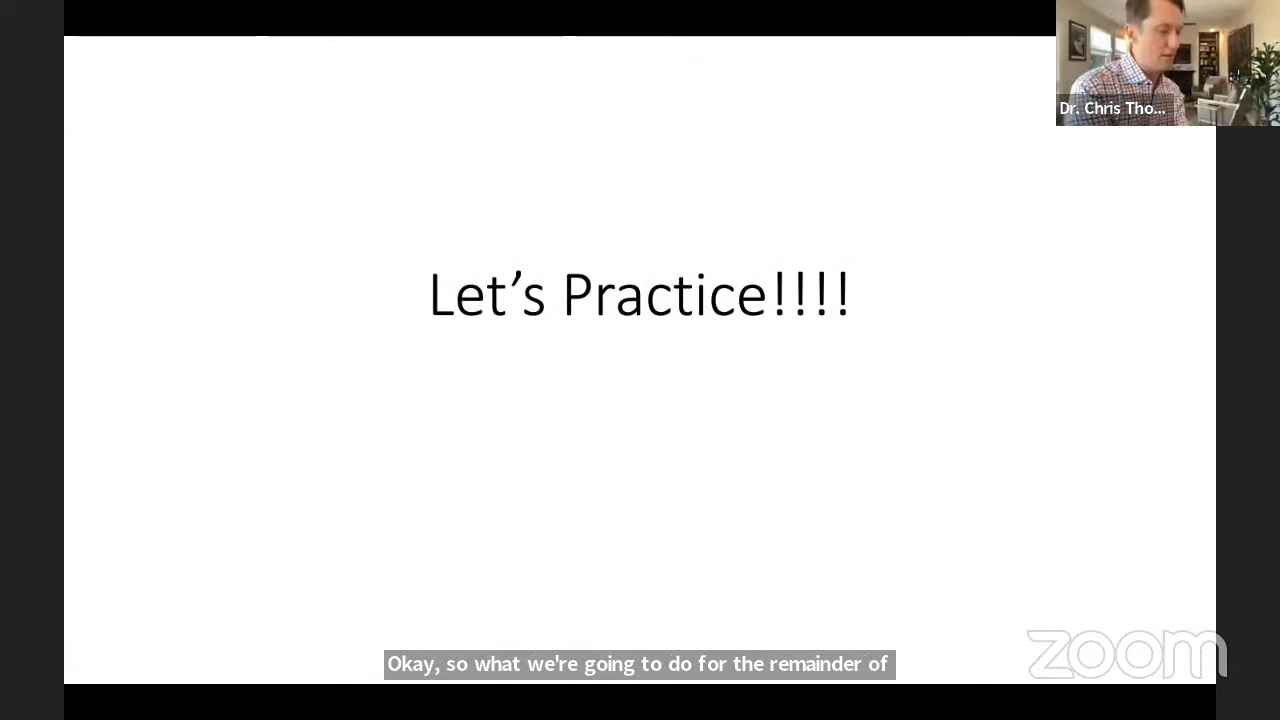 Dr. Chris Tho...
Let’s Practice!!!!
Okay, so what we're going to do for the remainder of
zoom